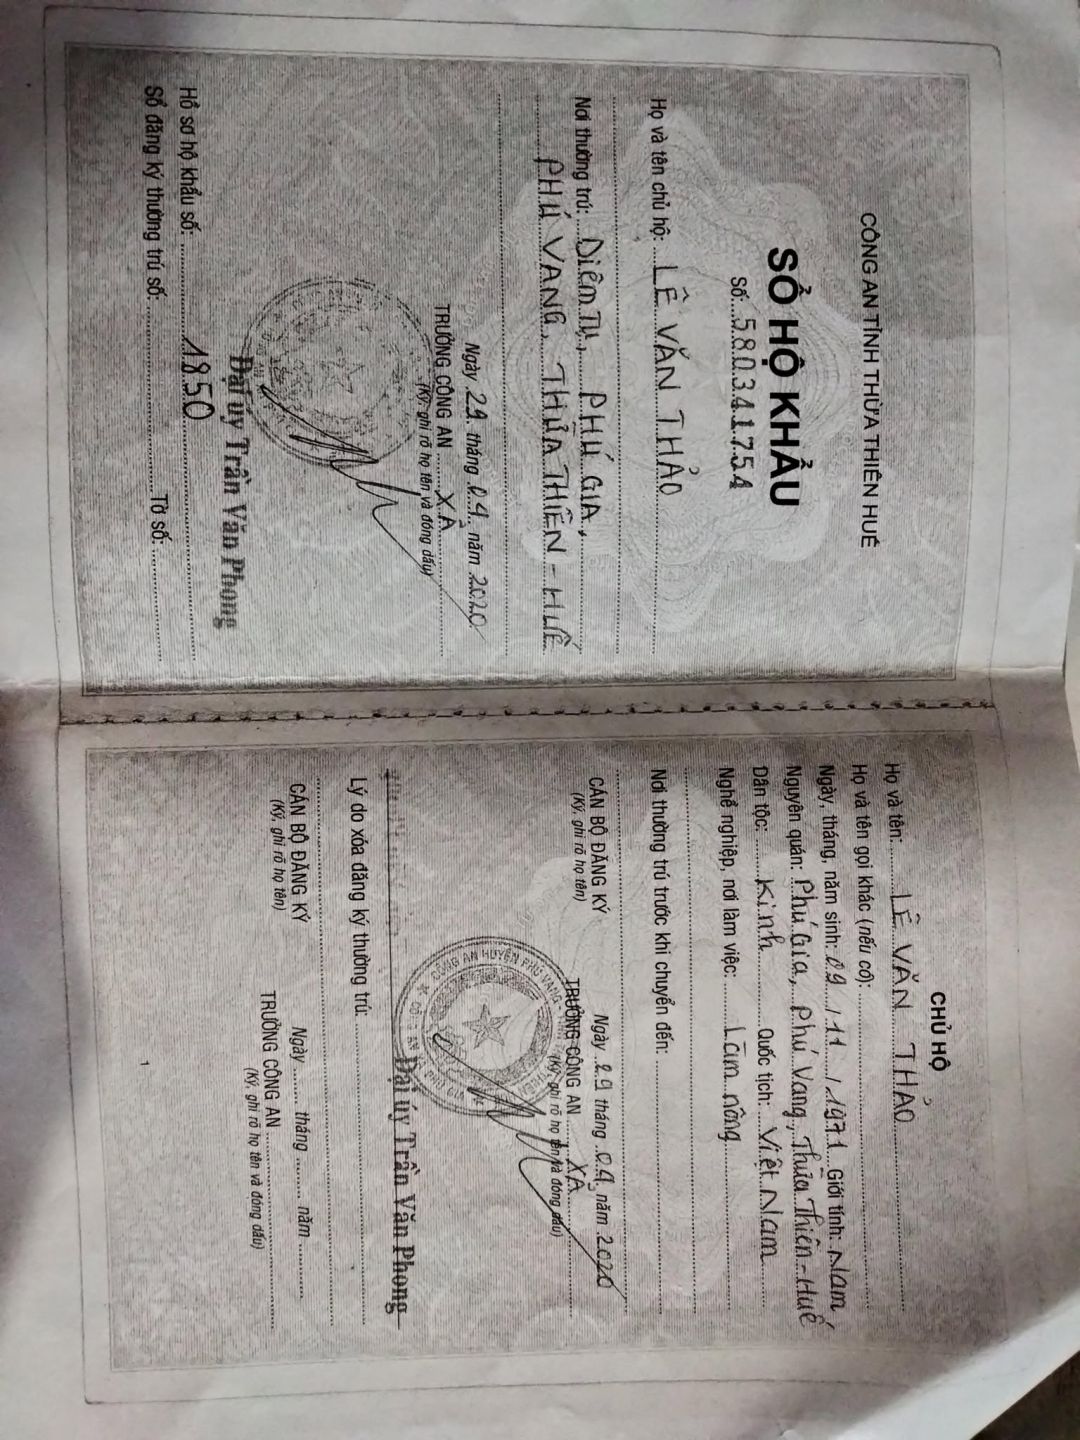 CÔNG AN TỈNH THỪA THIÊN HUẾ
SỔ HỘ KHẨU
Số: 580341754
Họ và tên chủ hộ: LÊ VĂN THẢO
Nơi thường trú: Diêm Tụ, PHÚ GIA,
PHÚ VANG, THỪA THIÊN - HUẾ
Ngày 29 tháng 09 năm 2020
TRƯỞNG CÔNG AN XÃ
(Ký, ghi rõ họ tên và đóng dấu)
Đại úy Trần Văn Phong
Hồ sơ hộ khẩu số: 1850
Sổ đăng ký thường trú số: Tờ số:
CHỦ HỘ
Họ và tên: LÊ VĂN THẢO
Họ và tên gọi khác (nếu có):
Ngày, tháng, năm sinh: 09/11/1971 Giới tính: Nam
Nguyên quán: Phú Gia, Phú Vang, Thừa Thiên-Huế
Dân tộc: Kinh Quốc tịch: Việt Nam
Nghề nghiệp, nơi làm việc: Làm nông
Nơi thường trú trước khi chuyển đến:
Ngày 29 tháng 09 năm 2020
CÁN BỘ ĐĂNG KÝ TRƯỞNG CÔNG AN XÃ
(Ký, ghi rõ họ tên) (Ký, ghi rõ họ tên và đóng dấu)
CÔNG AN HUYỆN PHÚ VANG
Đại úy Trần Văn Phong
Lý do xóa đăng ký thường trú:
Ngày tháng năm
CÁN BỘ ĐĂNG KÝ TRƯỞNG CÔNG AN
(Ký, ghi rõ họ tên) (Ký, ghi rõ họ tên và đóng dấu)
1